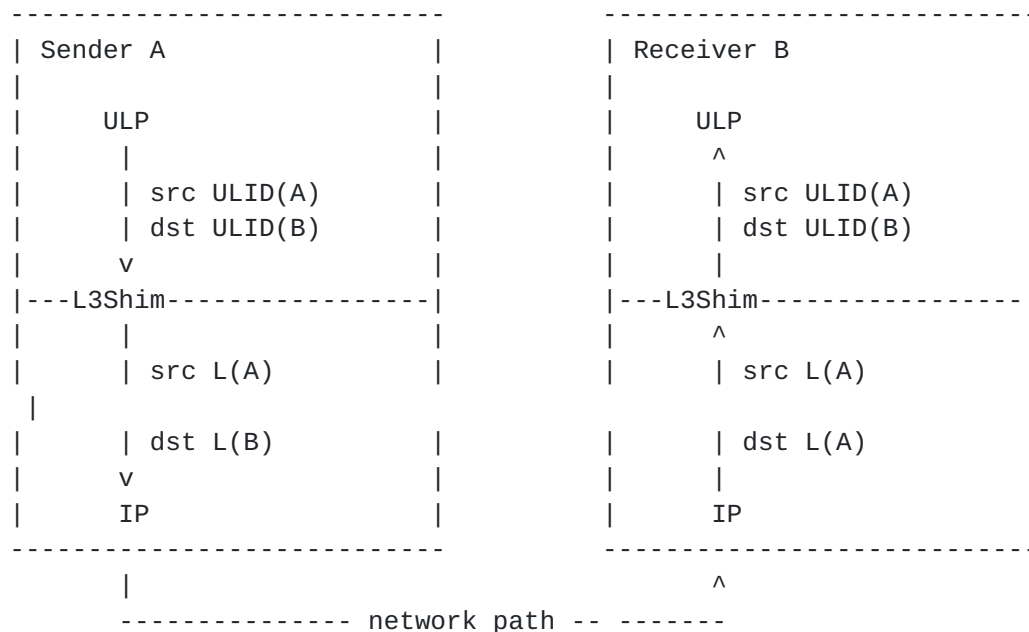 ----------------------------          ----------------------------
| Sender A                 |          | Receiver B
|                          |          |
|     ULP                  |          |     ULP
|      |                   |          |      ^
|      | src ULID(A)       |          |      | src ULID(A)
|      | dst ULID(B)       |          |      | dst ULID(B)
|      v                   |          |      |
|---L3Shim-----------------|          |---L3Shim-----------------
|      |                   |          |      ^
|      | src L(A)          |          |      | src L(A)
 |
|      | dst L(B)          |          |      | dst L(A)
|      v                   |          |      |
|      IP                  |          |      IP
----------------------------          ----------------------------
       |                                     ^
       --------------- network path -- -------